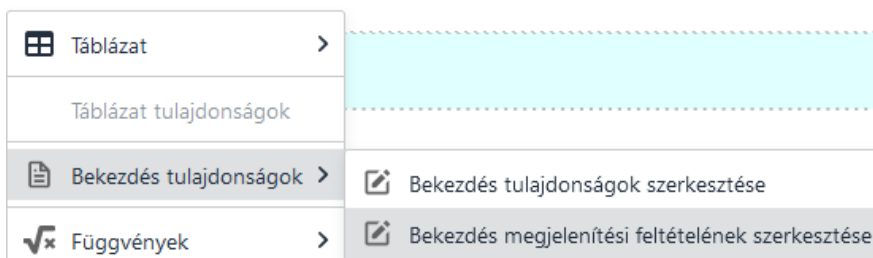 Táblázat
Táblázat tulajdonságok
Bekezdés tulajdonságok
Bekezdés tulajdonságok szerkesztése
Bekezdés megjelenítési feltételének szerkesztése
Függvények